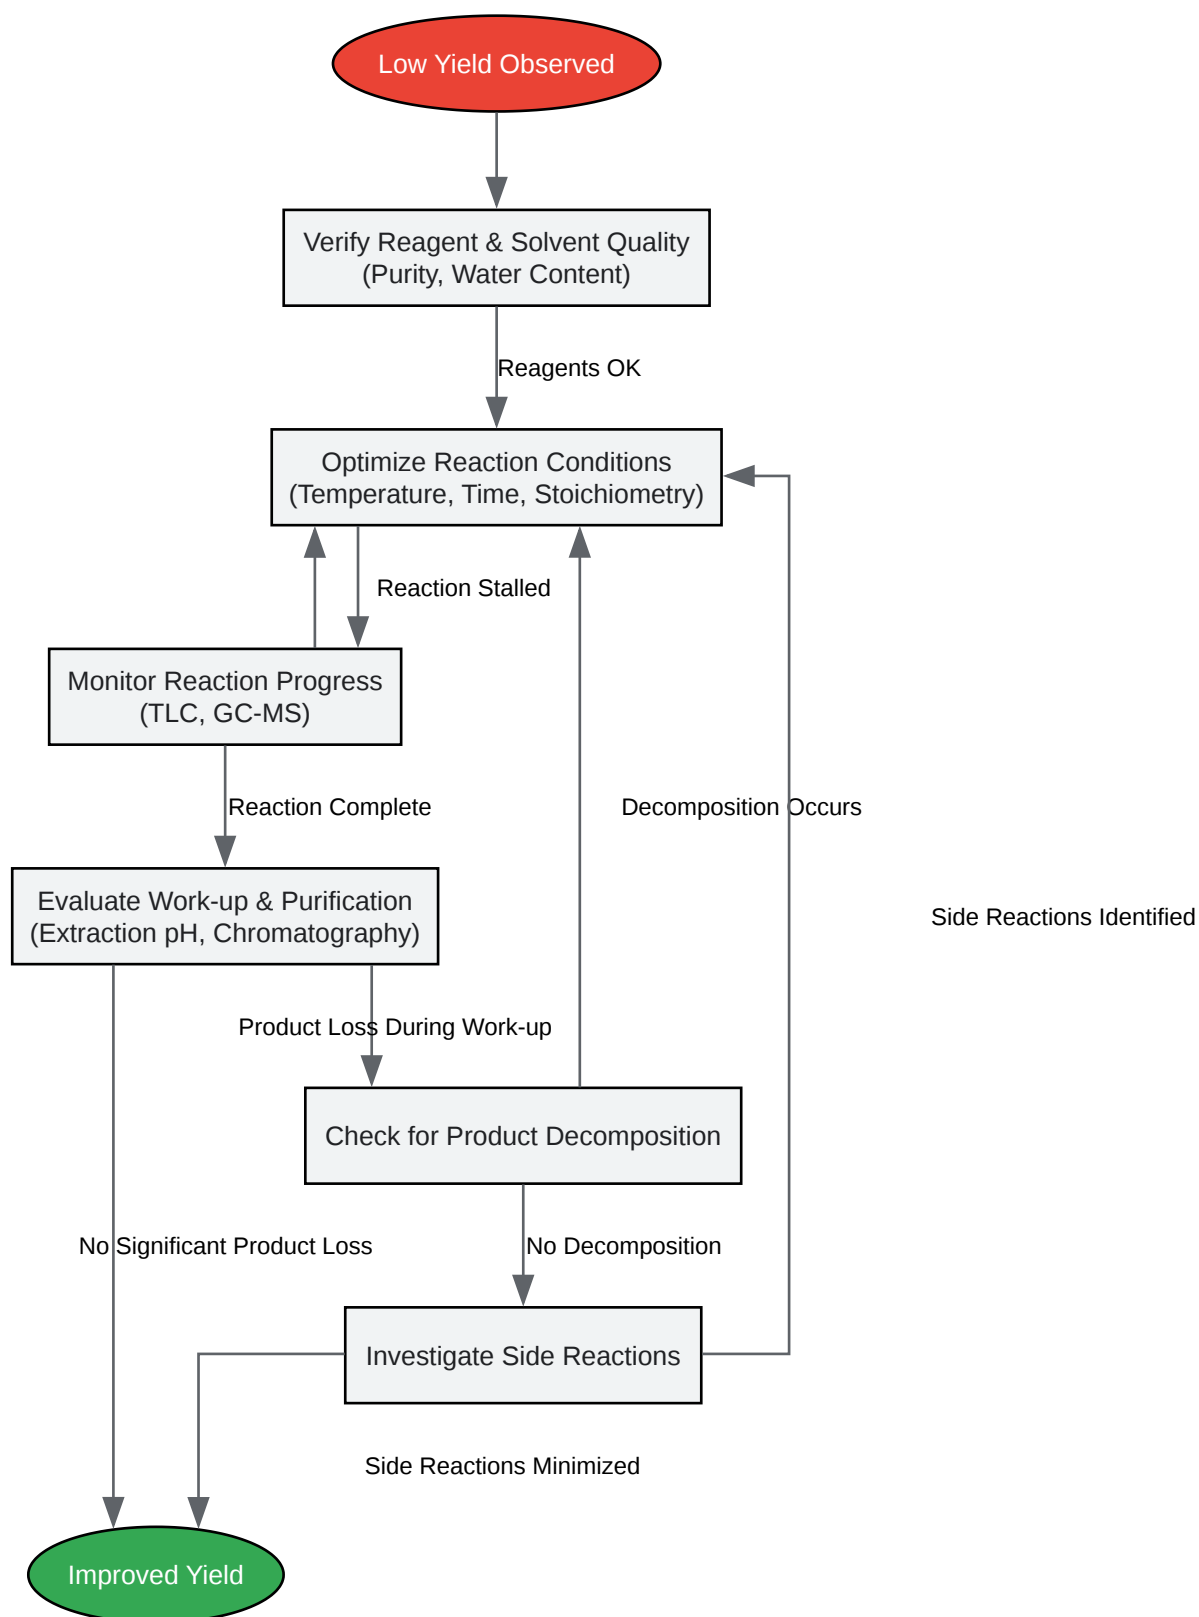 Low Yield Observed
Verify Reagent & Solvent Quality
(Purity, Water Content)
Reagents OK
Optimize Reaction Conditions
(Temperature, Time, Stoichiometry)
Reaction Stalled
Monitor Reaction Progress
(TLC, GC-MS)
Reaction Complete
Decomposition Occurs
Evaluate Work-up & Purification
(Extraction pH, Chromatography)
Side Reactions Identified
Product Loss During Work-up
Check for Product Decomposition
No Significant Product Loss
No Decomposition
Investigate Side Reactions
Side Reactions Minimized
Improved Yield